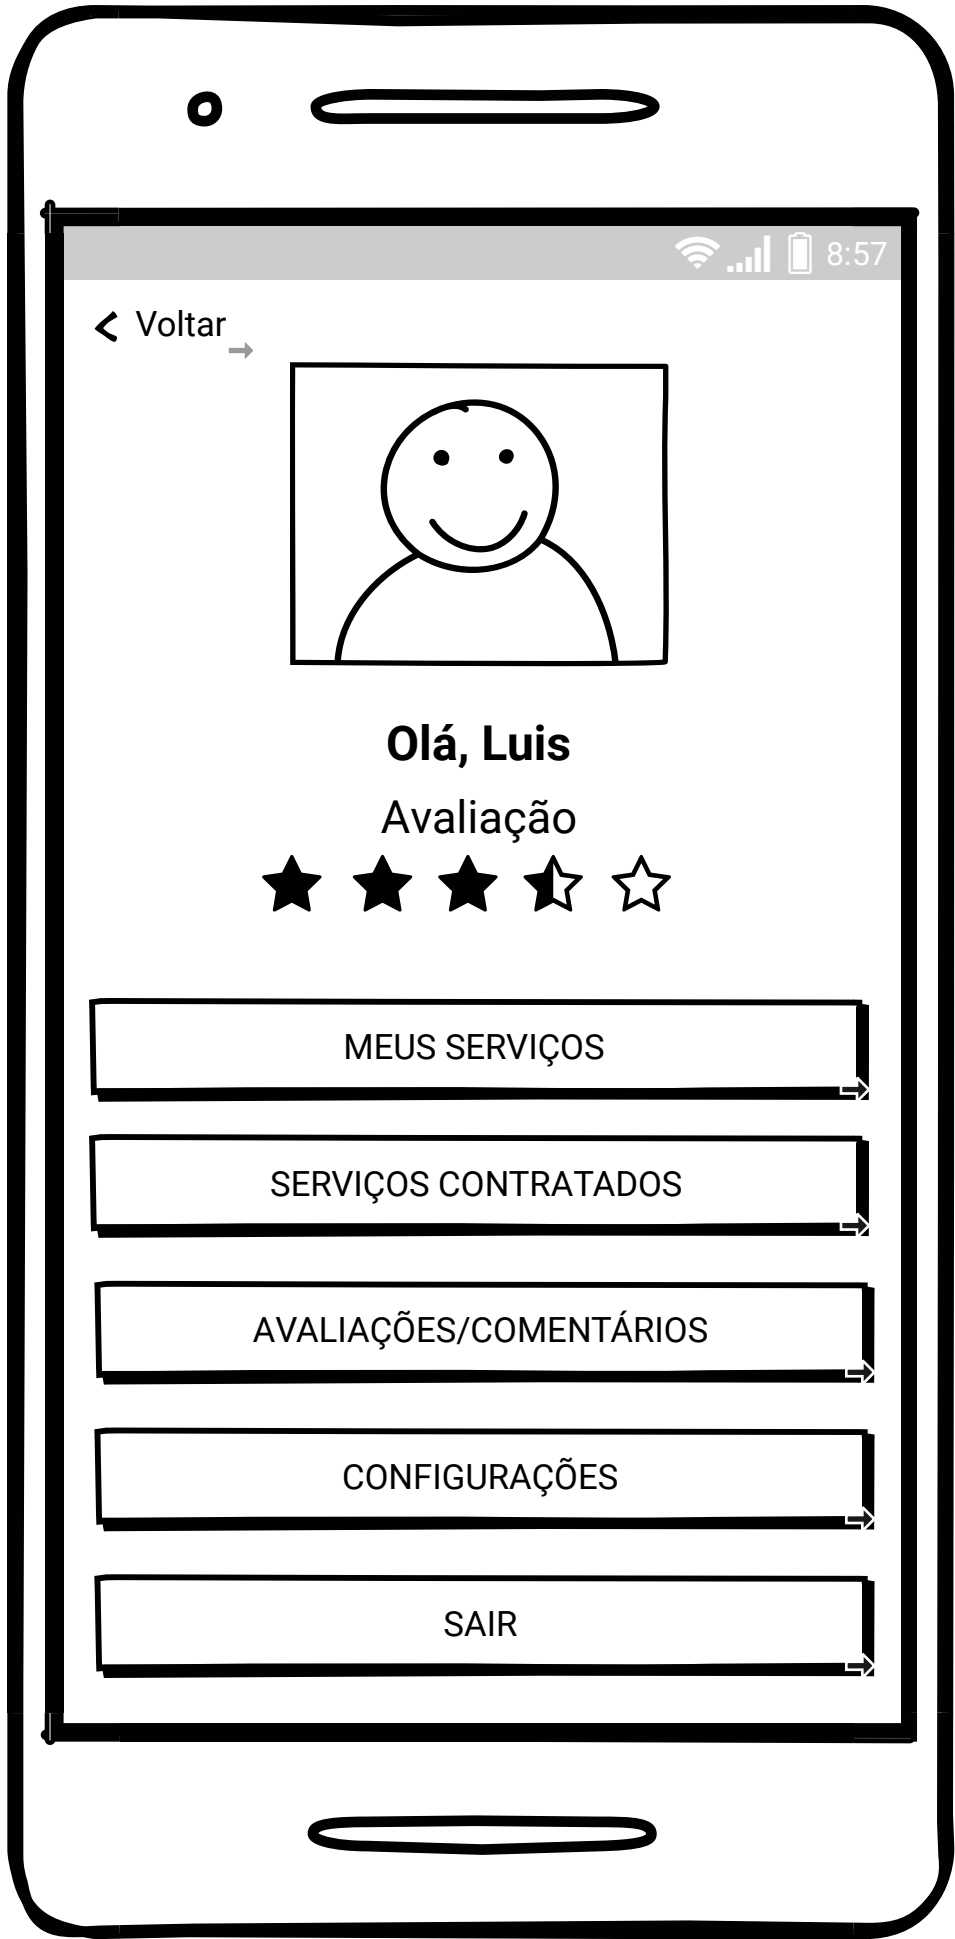 8:57
Voltar
Olá, Luis
Avaliação
MEUS SERVIÇOS
SERVIÇOS CONTRATADOS
AVALIAÇÕES/COMENTÁRIOS
CONFIGURAÇÕES
SAIR